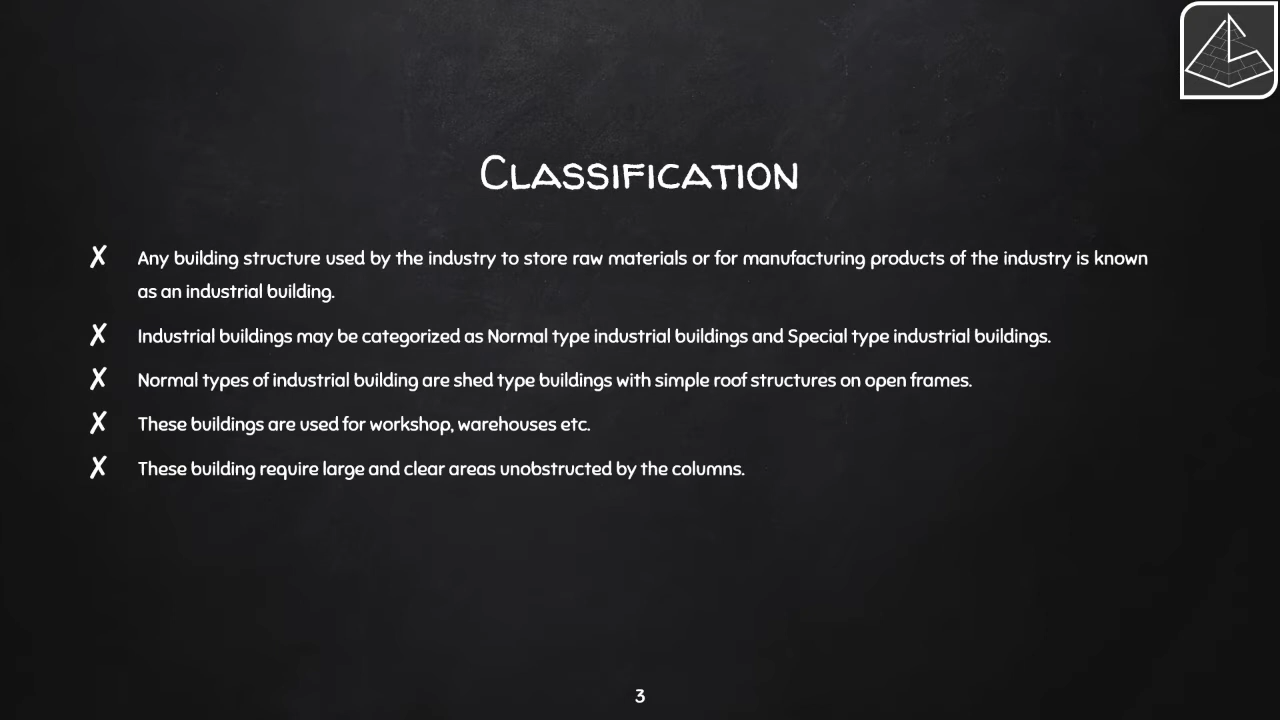 Classification
✗ Any building structure used by the industry to store raw materials or for manufacturing products of the industry is known
as an industrial building.
✗ Industrial buildings may be categorized as Normal type industrial buildings and Special type industrial buildings.
✗ Normal types of industrial building are shed type buildings with simple roof structures on open frames.
✗ These buildings are used for workshop, warehouses etc.
✗ These building require large and clear areas unobstructed by the columns.
3